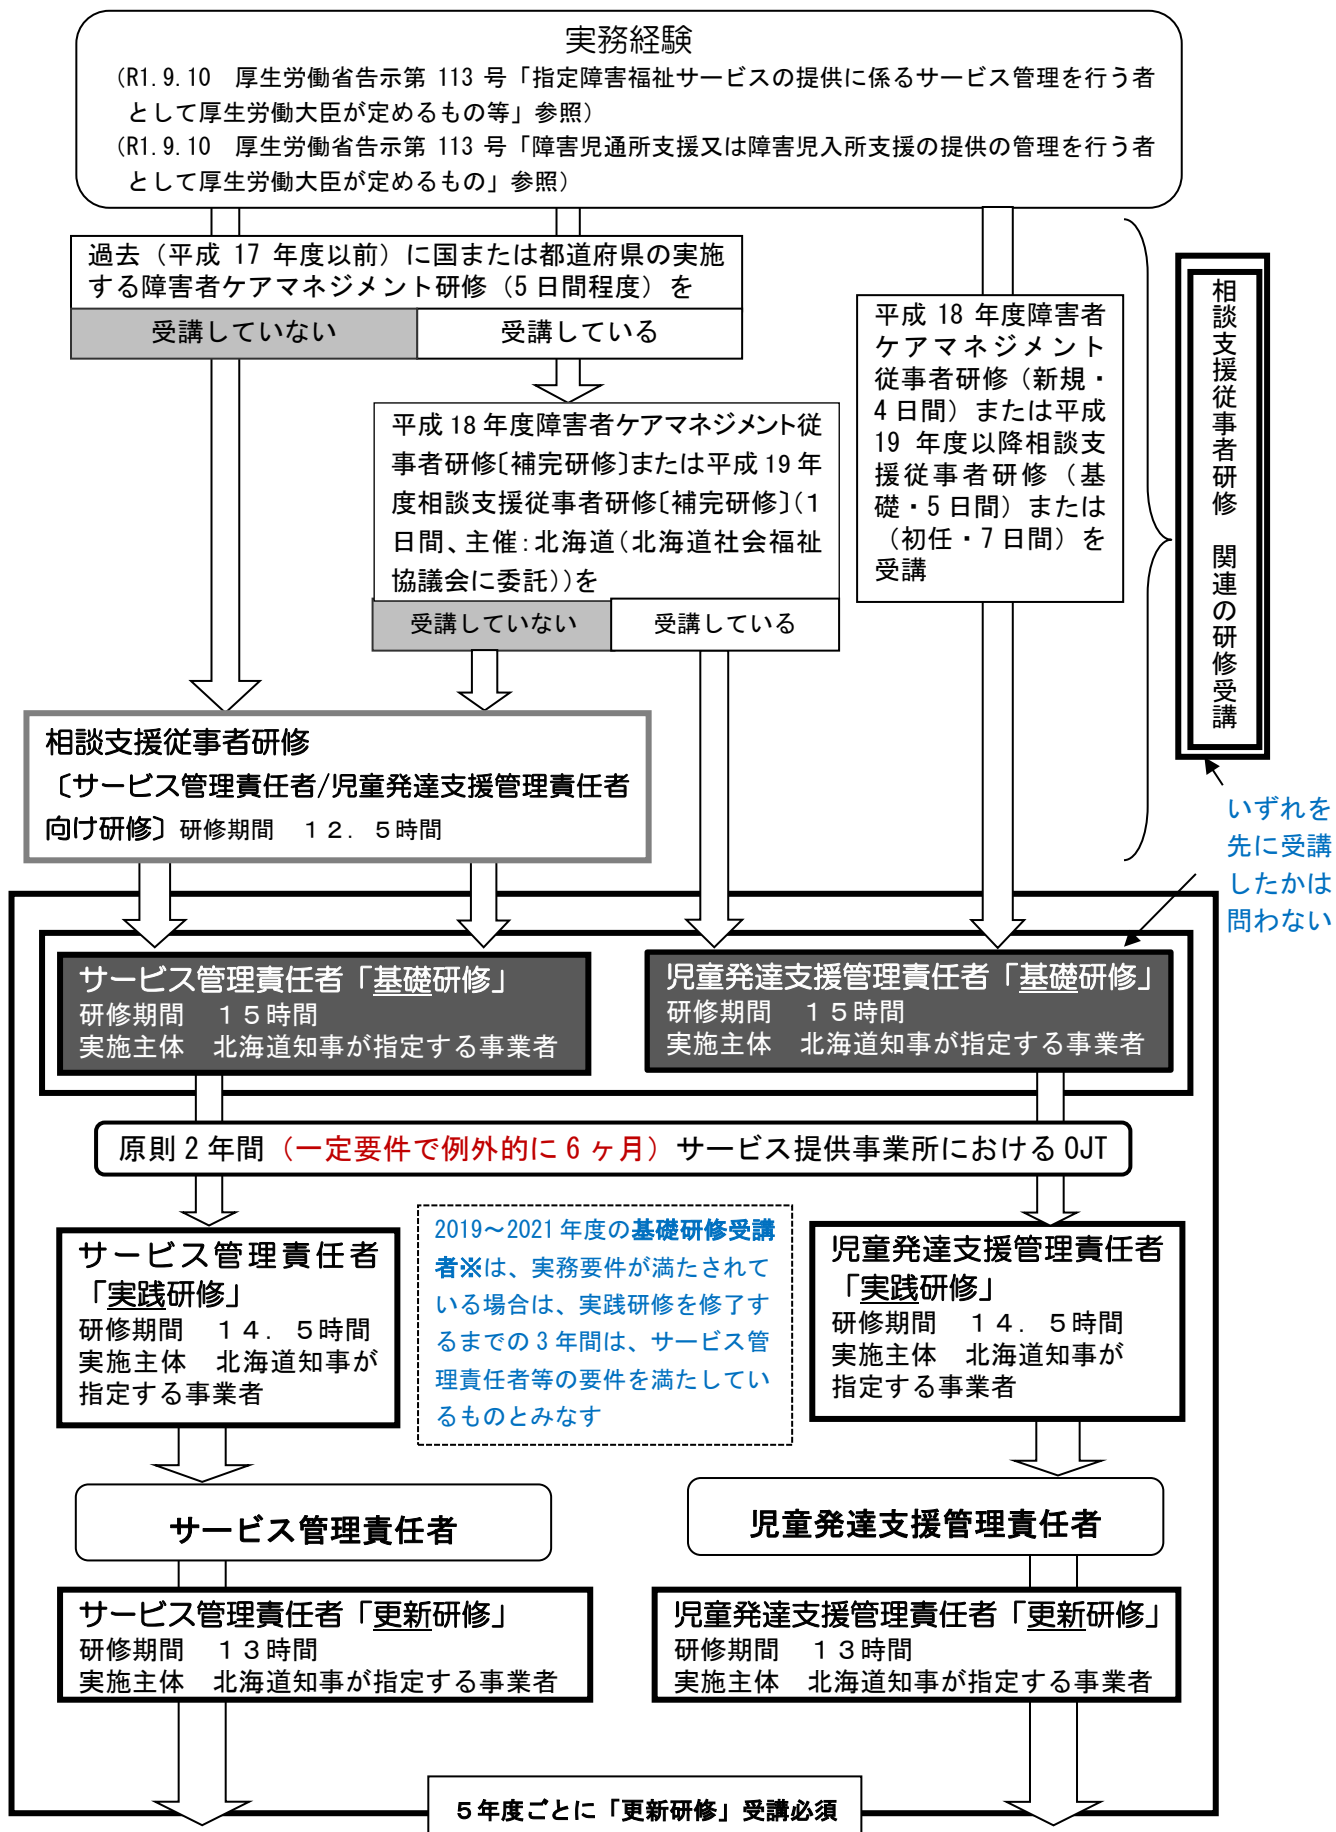 実務経験
(R1.9.10　厚生労働省告示第 113 号「指定障害福祉サービスの提供に係るサービス管理を行う者
として厚生労働大臣が定めるもの等」参照)
(R1.9.10　厚生労働省告示第 113 号「障害児通所支援又は障害児入所支援の提供の管理を行う者
として厚生労働大臣が定めるもの」参照)
過去（平成 17 年度以前）に国または都道府県の実施
する障害者ケアマネジメント研修（5 日間程度）を
受講していない
受講している
平成 18 年度障害者ケアマネジメント従
事者研修〔補完研修〕または平成 19 年
度相談支援従事者研修〔補完研修〕（1
日間、主催：北海道（北海道社会福祉
協議会に委託））を
受講していない
受講している
平成 18 年度障害者
ケアマネジメント
従事者研修（新規・
4 日間）または平成
19 年度以降相談支
援従事者研修（基
礎・5 日間）または
（初任・7 日間）を
受講
相談支援従事者研修　関連の研修受講
いずれを
先に受講
したかは
問わない
相談支援従事者研修
〔サービス管理責任者/児童発達支援管理責任者
向け研修〕研修期間　１２．５時間
サービス管理責任者「基礎研修」
研修期間　１５時間
実施主体　北海道知事が指定する事業者
児童発達支援管理責任者「基礎研修」
研修期間　１５時間
実施主体　北海道知事が指定する事業者
原則 2 年間（一定要件で例外的に 6 ヶ月）サービス提供事業所における OJT
サービス管理責任者
「実践研修」
研修期間　１４．５時間
実施主体　北海道知事が
指定する事業者
2019～2021 年度の基礎研修受講
者※は、実務要件が満たされて
いる場合は、実践研修を修了す
るまでの 3 年間は、サービス管
理責任者等の要件を満たしてい
るものとみなす
児童発達支援管理責任者
「実践研修」
研修期間　１４．５時間
実施主体　北海道知事が
指定する事業者
サービス管理責任者
児童発達支援管理責任者
サービス管理責任者「更新研修」
研修期間　１３時間
実施主体　北海道知事が指定する事業者
児童発達支援管理責任者「更新研修」
研修期間　１３時間
実施主体　北海道知事が指定する事業者
５年度ごとに「更新研修」受講必須